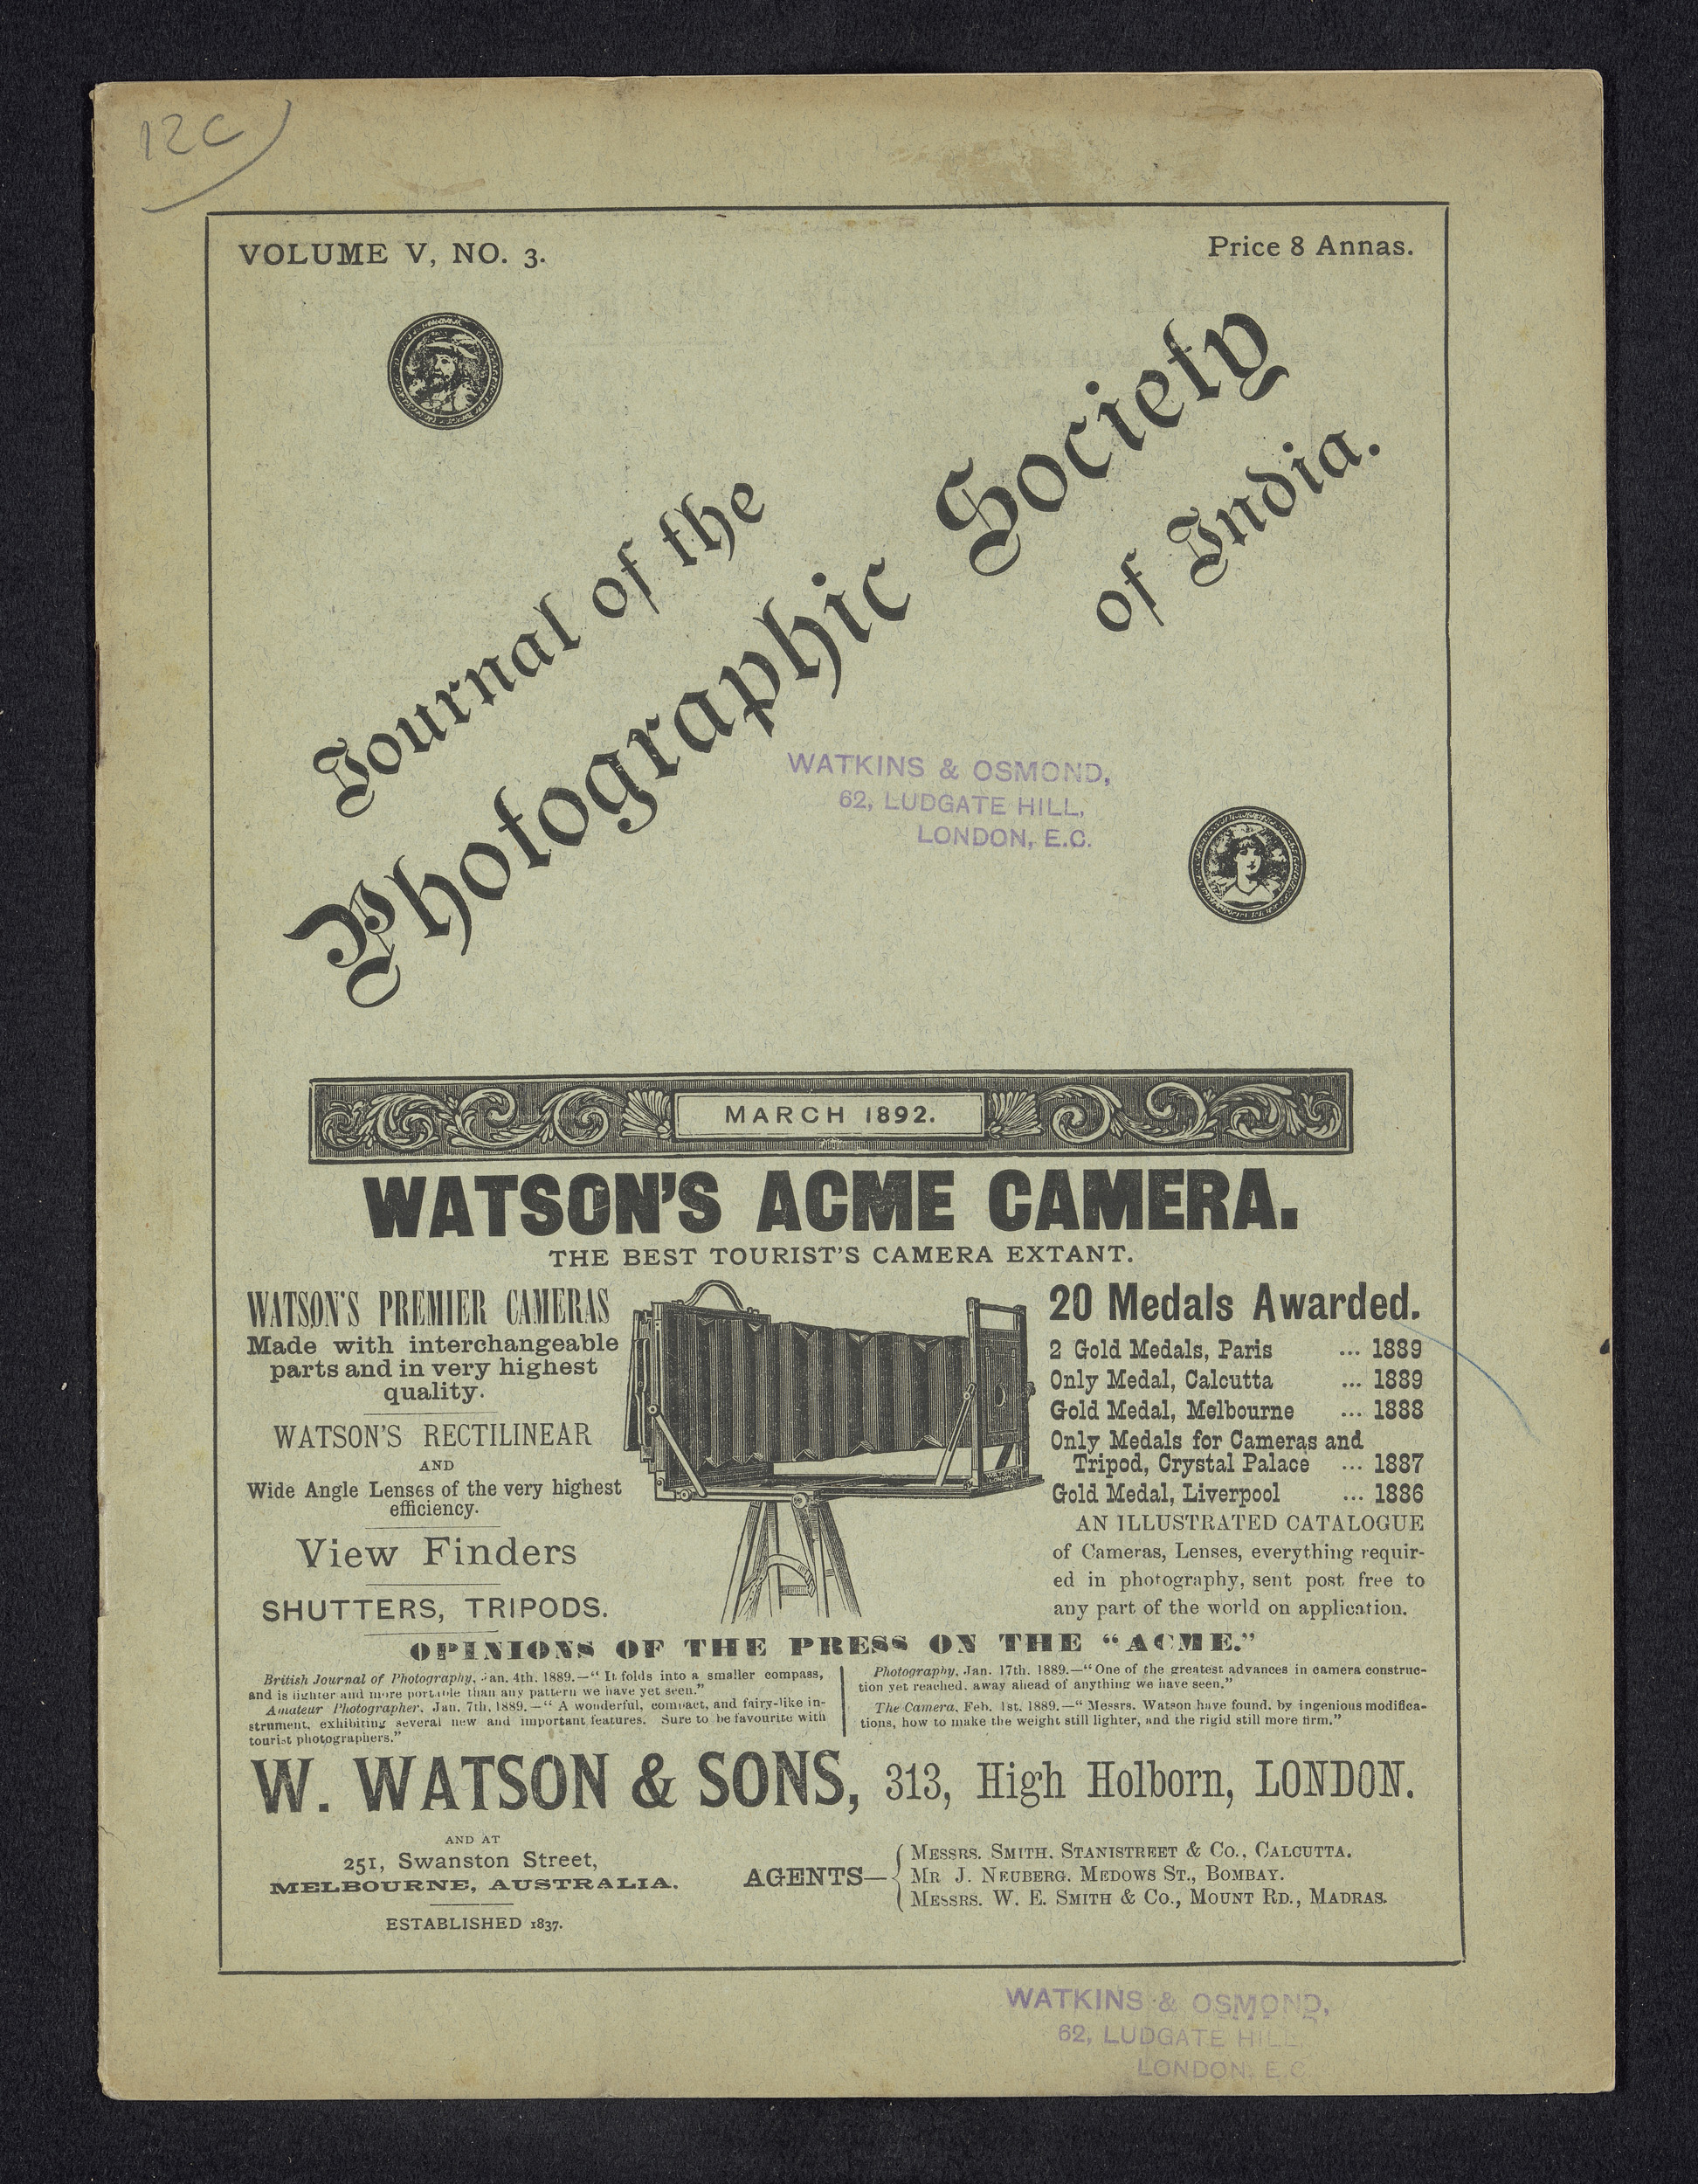 12C
VOLUME V, NO. 3.
Price 8 Annas.
Journal of the
Photographic Society
of India.
WATKINS & OSMOND,
62, LUDGATE HILL,
LONDON, E.C.
MARCH 1892.
WATSON'S ACME CAMERA.
THE BEST TOURIST'S CAMERA EXTANT.
WATSON'S PREMIER CAMERAS
Made with interchangeable
parts and in very highest
quality.
WATSON'S RECTILINEAR
AND
Wide Angle Lenses of the very highest
efficiency.
View Finders
SHUTTERS, TRIPODS.
WATSON
LONDON
20 Medals Awarded.
2 Gold Medals, Paris ... 1889
Only Medal, Calcutta ... 1889
Gold Medal, Melbourne ... 1888
Only Medals for Cameras and
Tripod, Crystal Palace ... 1887
Gold Medal, Liverpool ... 1886
AN ILLUSTRATED CATALOGUE
of Cameras, Lenses, everything requir-
ed in photography, sent post free to
any part of the world on application.
OPINIONS OF THE PRESS ON THE "ACME."
British Journal of Photography, Jan. 4th. 1889.—"It folds into a smaller compass,
and is lighter and more portable than any pattern we have yet seen."
Amateur Photographer, Jan. 7th, 1889.—"A wonderful, compact, and fairy-like in-
strument, exhibiting several new and important features. Sure to be favourite with
tourist photographers."
Photography, Jan. 17th. 1889.—"One of the greatest advances in camera construc-
tion yet reached, away ahead of anything we have seen."
The Camera, Feb. 1st. 1889.—"Messrs. Watson have found, by ingenious modifica-
tions, how to make the weight still lighter, and the rigid still more firm."
W. WATSON & SONS, 313, High Holborn, LONDON.
AND AT
251, Swanston Street,
MELBOURNE, AUSTRALIA.
ESTABLISHED 1837.
AGENTS—
MESSRS. SMITH, STANISTREET & CO., CALCUTTA.
MR J. NEUBERG, MEDOWS ST., BOMBAY.
MESSRS. W. E. SMITH & CO., MOUNT RD., MADRAS.
WATKINS & OSMOND,
62, LUDGATE HILL,
LONDON, E.C.